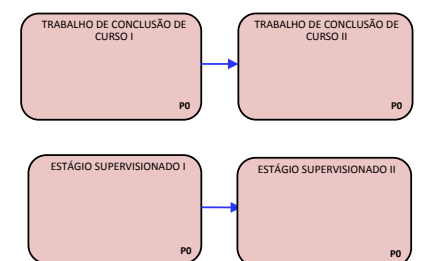 TRABALHO DE CONCLUSÃO DE
CURSO I
P0
TRABALHO DE CONCLUSÃO DE
CURSO II
P0
ESTÁGIO SUPERVISIONADO I
P0
ESTÁGIO SUPERVISIONADO II
P0